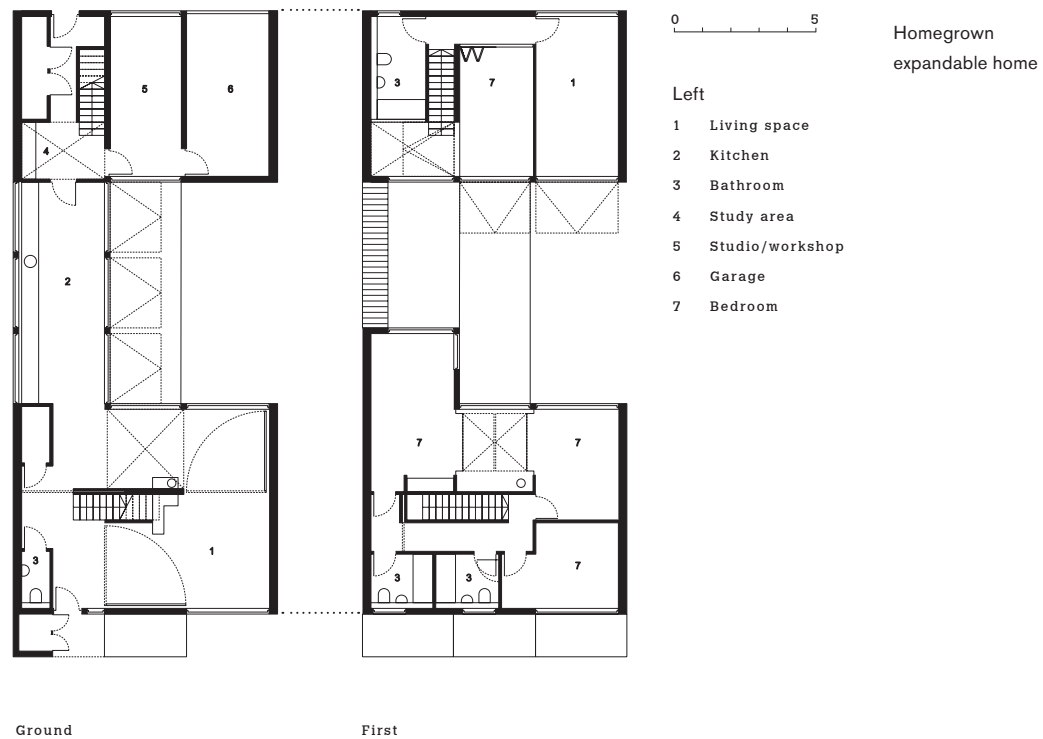 0 5
Homegrown
expandable home
Left
1 Living space
2 Kitchen
3 Bathroom
4 Study area
5 Studio/workshop
6 Garage
7 Bedroom
5
6
4
2
3
1
3
7
1
7
7
7
3
3
Ground
First